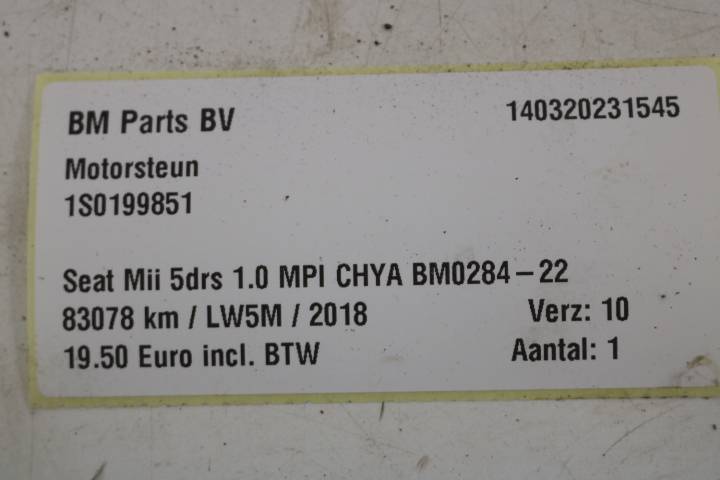 BM Parts BV 140320231545
Motorsteun
1S0199851
Seat Mii 5drs 1.0 MPI CHYA BM0284-22
83078 km / LW5M / 2018 Verz: 10
19.50 Euro incl. BTW Aantal: 1